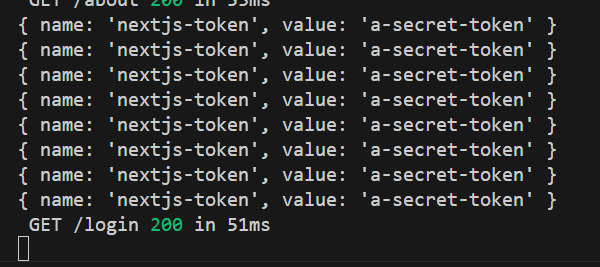 GET /about 200 in 55ms
{ name: 'nextjs-token', value: 'a-secret-token' }
{ name: 'nextjs-token', value: 'a-secret-token' }
{ name: 'nextjs-token', value: 'a-secret-token' }
{ name: 'nextjs-token', value: 'a-secret-token' }
{ name: 'nextjs-token', value: 'a-secret-token' }
{ name: 'nextjs-token', value: 'a-secret-token' }
{ name: 'nextjs-token', value: 'a-secret-token' }
{ name: 'nextjs-token', value: 'a-secret-token' }
GET /login 200 in 51ms